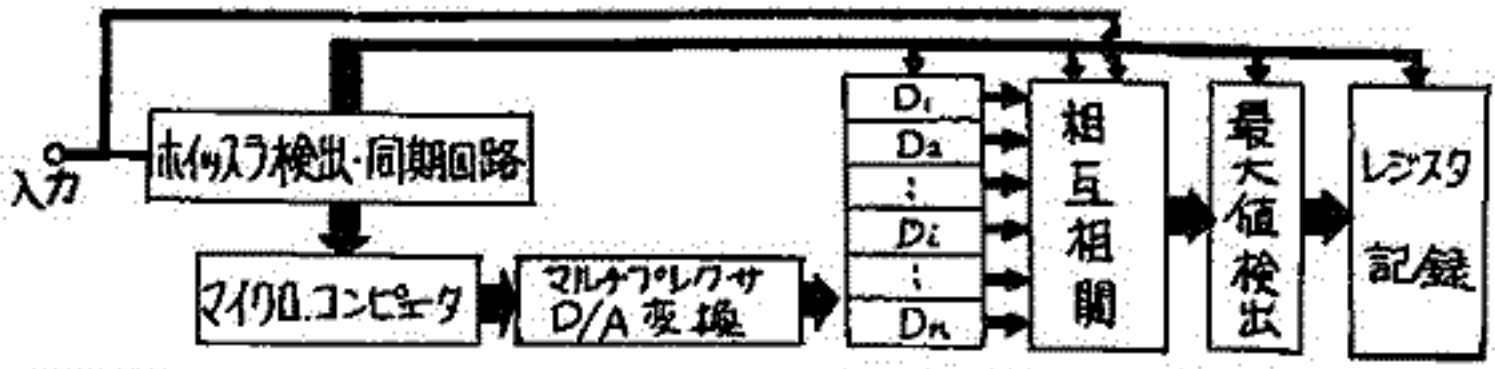 入力
ホイッスラ検出・同期回路
マイクロ.コンピュータ
マルチプレクサ
D/A変換
D₁
D₂
⋮
Dᵢ
⋮
Dₙ
相互相関
最大値検出
レジスタ
記録